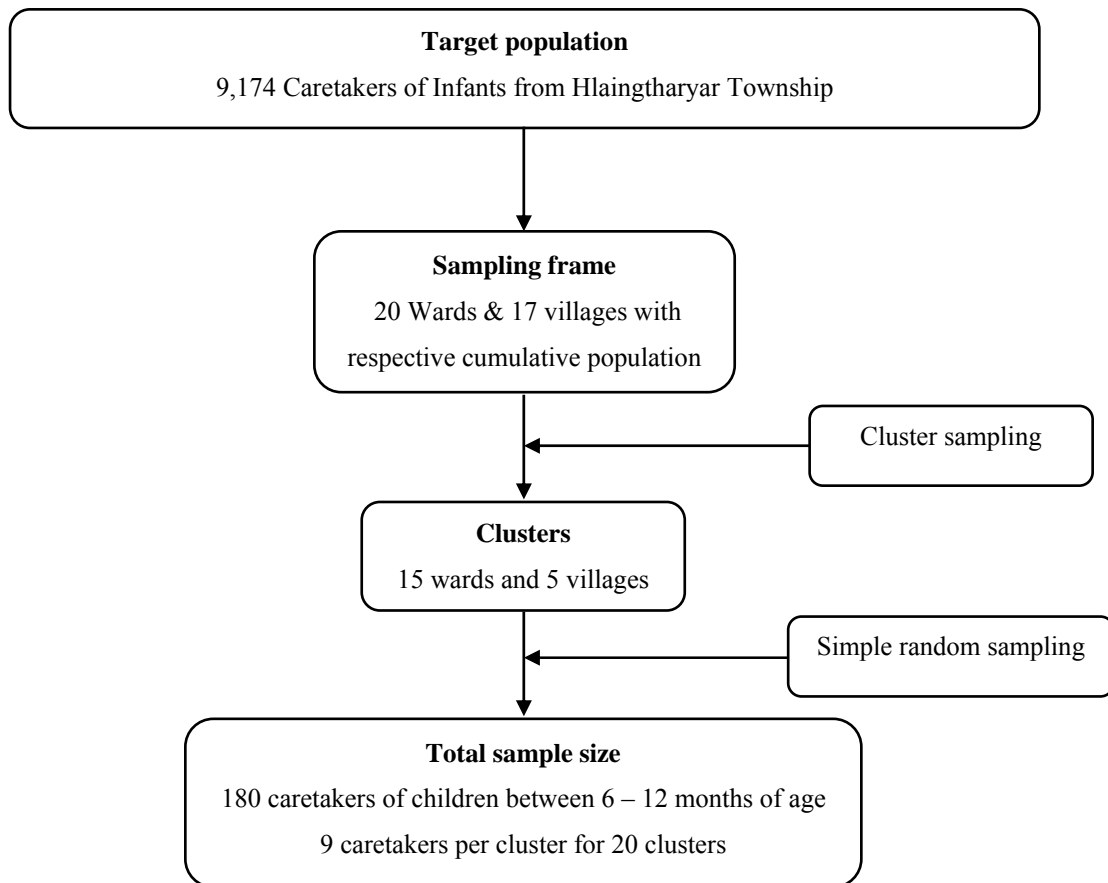 Target population
9,174 Caretakers of Infants from Hlaingtharyar Township
Sampling frame
20 Wards & 17 villages with
respective cumulative population
Cluster sampling
Clusters
15 wards and 5 villages
Simple random sampling
Total sample size
180 caretakers of children between 6 – 12 months of age
9 caretakers per cluster for 20 clusters